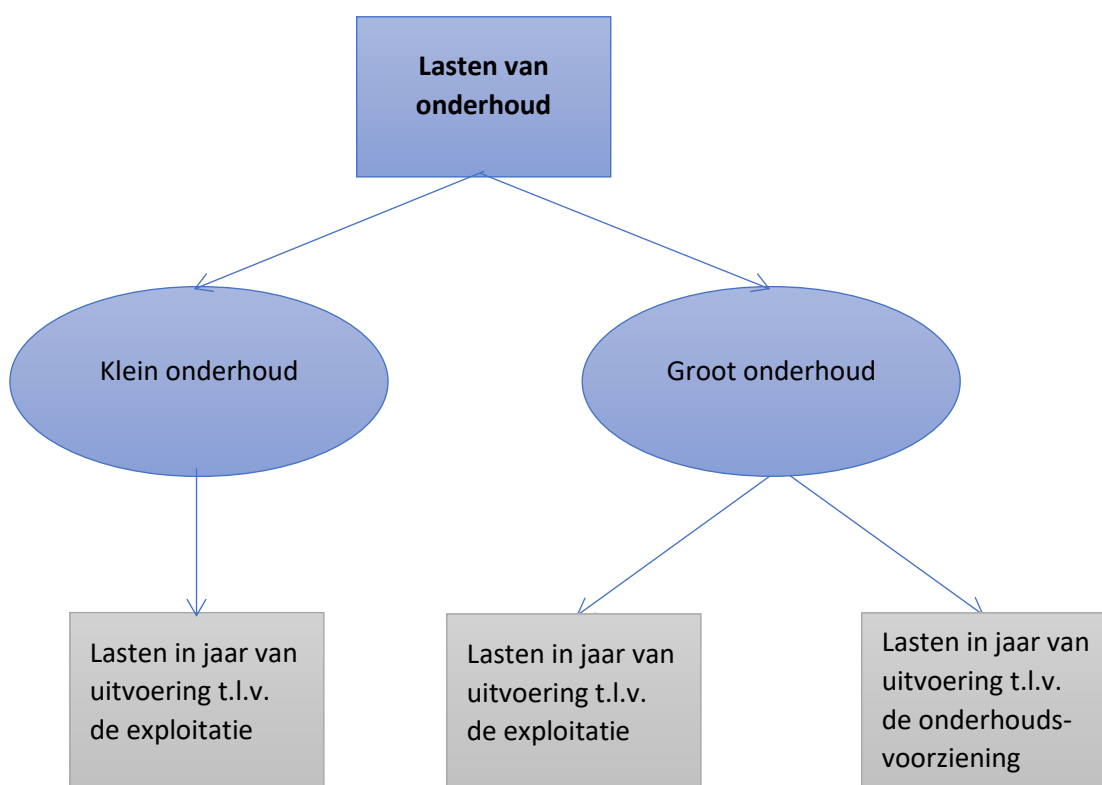 Lasten van
onderhoud
Klein onderhoud
Groot onderhoud
Lasten in jaar van
uitvoering t.l.v.
de exploitatie
Lasten in jaar van
uitvoering t.l.v.
de exploitatie
Lasten in jaar van
uitvoering t.l.v.
de onderhouds-
voorziening